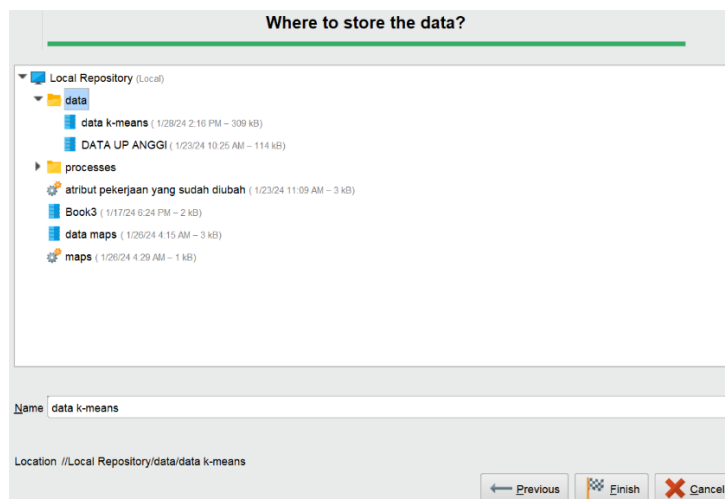 Where to store the data?
Local Repository (Local)
data
data k-means ( 1/28/24 2:16 PM – 309 kB)
DATA UP ANGGI ( 1/23/24 10:25 AM – 114 kB)
processes
atribut pekerjaan yang sudah diubah ( 1/23/24 11:09 AM – 3 kB)
Book3 ( 1/17/24 6:24 PM – 2 kB)
data maps ( 1/26/24 4:15 AM – 3 kB)
maps ( 1/26/24 4:29 AM – 1 kB)
Name data k-means
Location //Local Repository/data/data k-means
Previous Finish Cancel